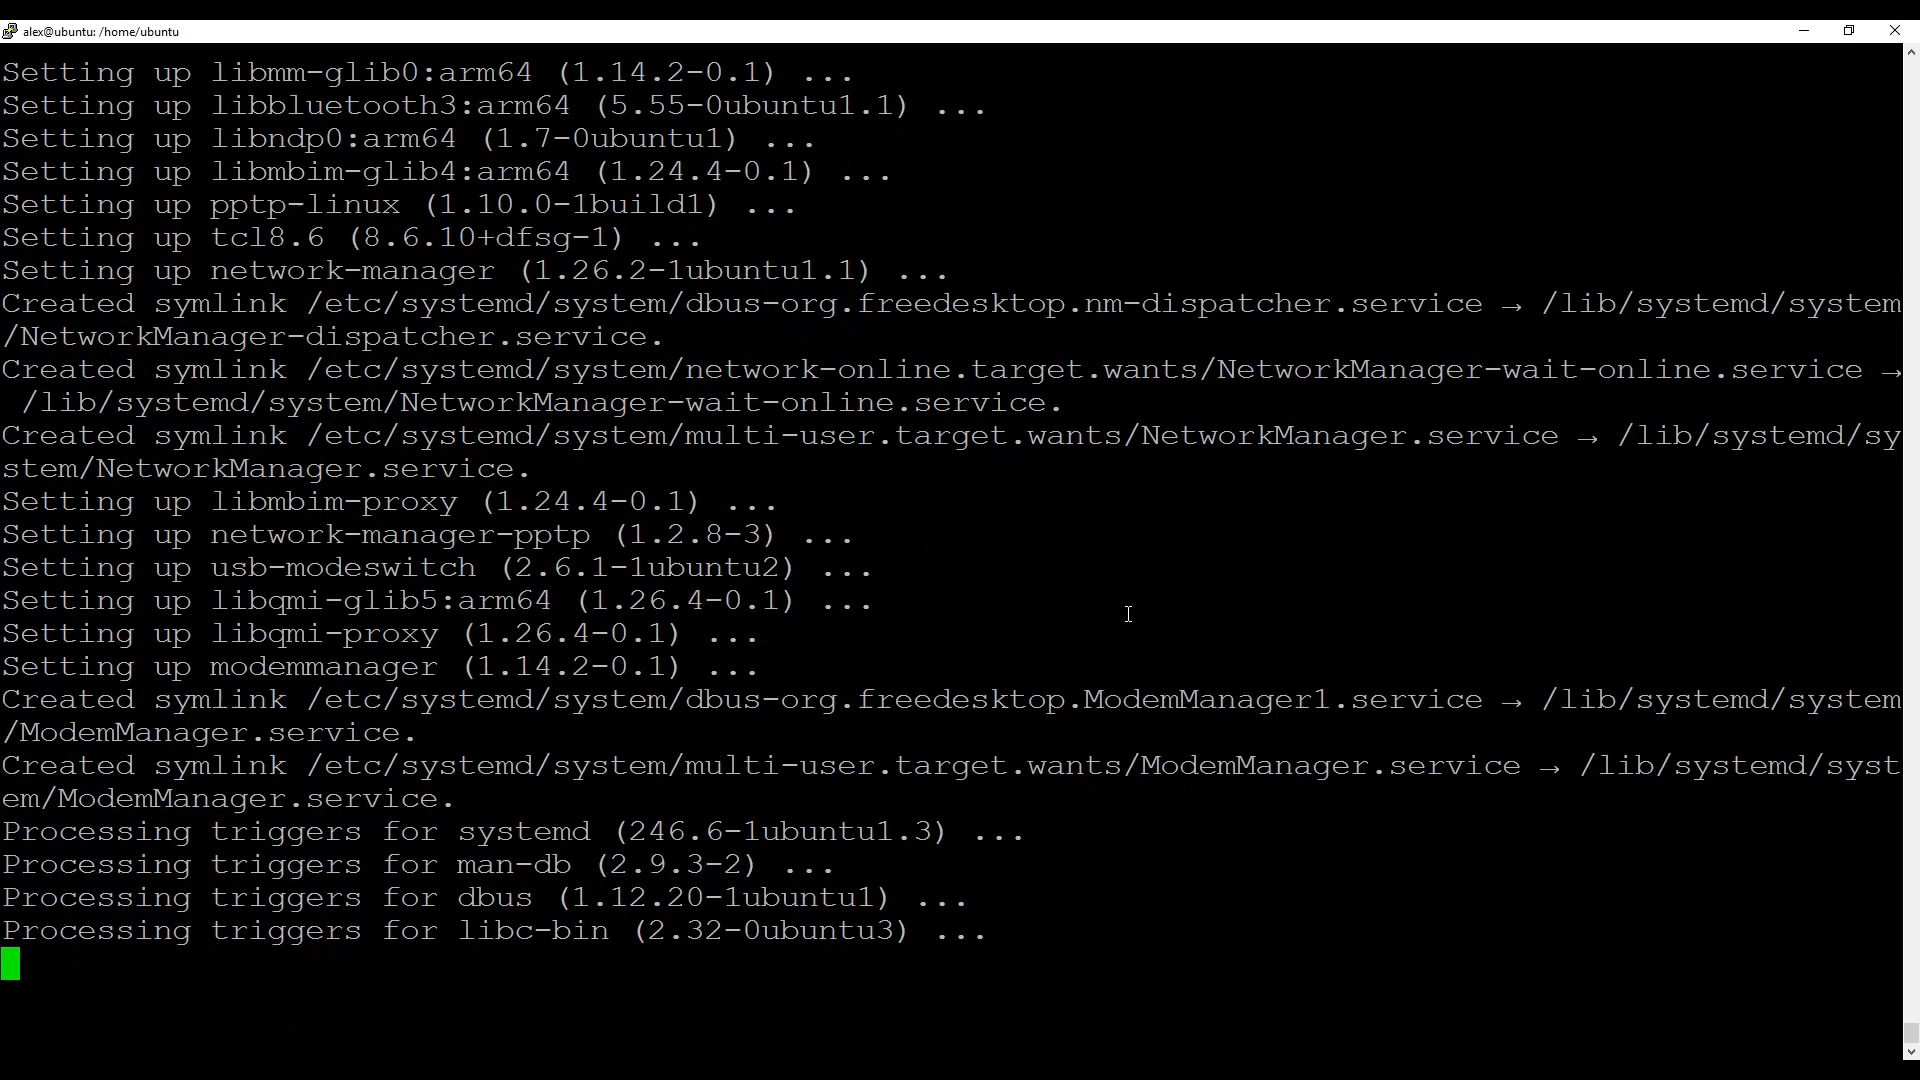 alex@ubuntu: /home/ubuntu
Setting up libmm-glib0:arm64 (1.14.2-0.1) ...
Setting up libbluetooth3:arm64 (5.55-0ubuntu1.1) ...
Setting up libndp0:arm64 (1.7-0ubuntu1) ...
Setting up libmbim-glib4:arm64 (1.24.4-0.1) ...
Setting up pptp-linux (1.10.0-1build1) ...
Setting up tcl8.6 (8.6.10+dfsg-1) ...
Setting up network-manager (1.26.2-1ubuntu1.1) ...
Created symlink /etc/systemd/system/dbus-org.freedesktop.nm-dispatcher.service → /lib/systemd/system
/NetworkManager-dispatcher.service.
Created symlink /etc/systemd/system/network-online.target.wants/NetworkManager-wait-online.service →
/lib/systemd/system/NetworkManager-wait-online.service.
Created symlink /etc/systemd/system/multi-user.target.wants/NetworkManager.service → /lib/systemd/sy
stem/NetworkManager.service.
Setting up libmbim-proxy (1.24.4-0.1) ...
Setting up network-manager-pptp (1.2.8-3) ...
Setting up usb-modeswitch (2.6.1-1ubuntu2) ...
Setting up libqmi-glib5:arm64 (1.26.4-0.1) ...
Setting up libqmi-proxy (1.26.4-0.1) ...
Setting up modemmanager (1.14.2-0.1) ...
Created symlink /etc/systemd/system/dbus-org.freedesktop.ModemManager1.service → /lib/systemd/system
/ModemManager.service.
Created symlink /etc/systemd/system/multi-user.target.wants/ModemManager.service → /lib/systemd/syst
em/ModemManager.service.
Processing triggers for systemd (246.6-1ubuntu1.3) ...
Processing triggers for man-db (2.9.3-2) ...
Processing triggers for dbus (1.12.20-1ubuntu1) ...
Processing triggers for libc-bin (2.32-0ubuntu3) ...